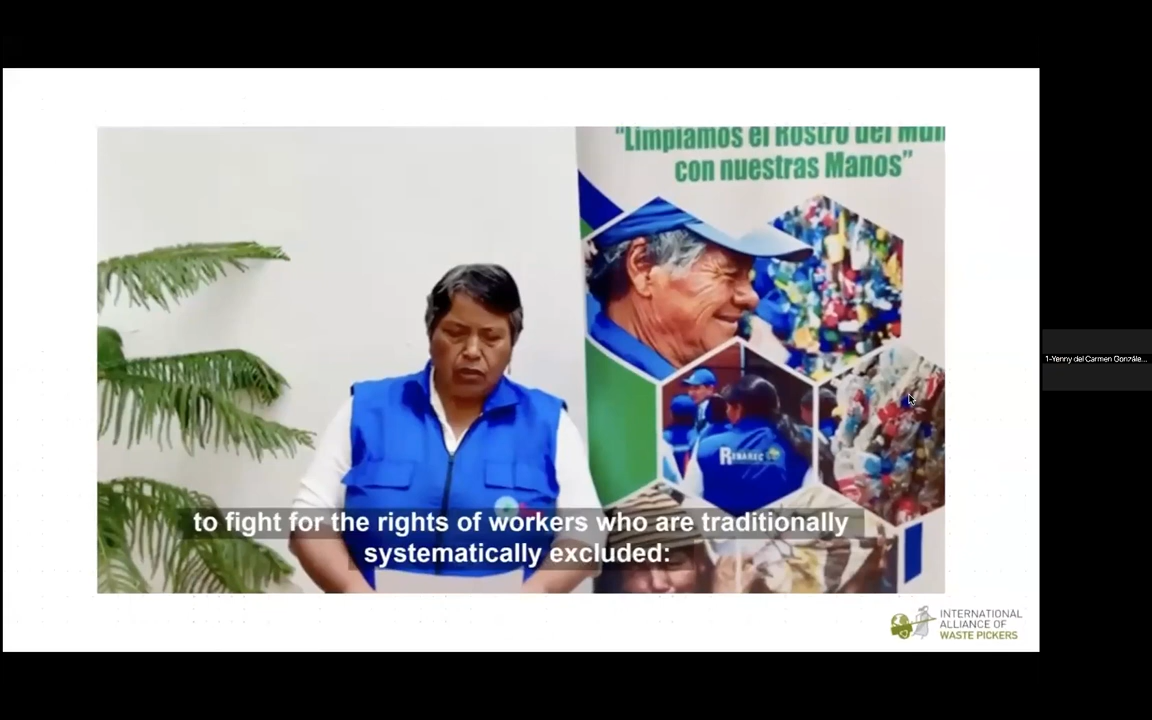 “Limpiamos el Rostro del Mun
con nuestras Manos”
RENAREC
to fight for the rights of workers who are traditionally
systematically excluded:
1-Yenny del Carmen Gonzále...
INTERNATIONAL
ALLIANCE OF
WASTE PICKERS